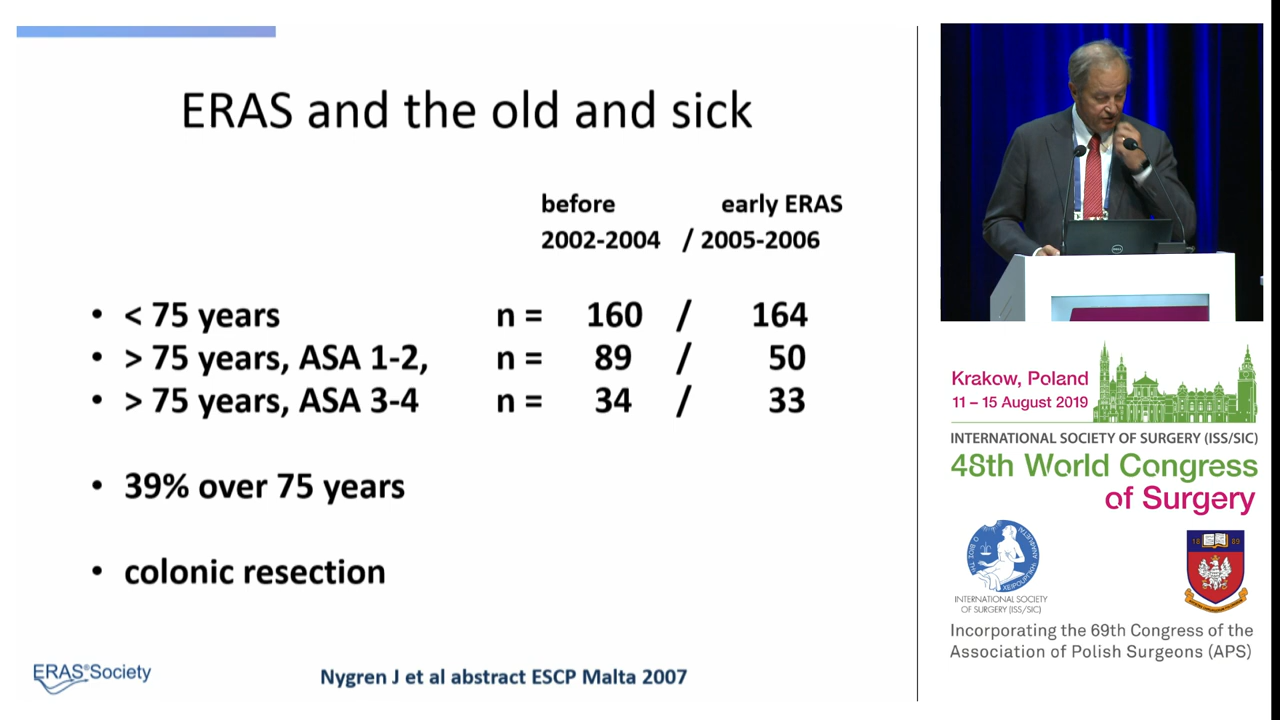 ERAS and the old and sick
before early ERAS
2002-2004 / 2005-2006
• < 75 years n = 160 / 164
• > 75 years, ASA 1-2, n = 89 / 50
• > 75 years, ASA 3-4 n = 34 / 33
• 39% over 75 years
• colonic resection
ERAS®Society
Nygren J et al abstract ESCP Malta 2007
Krakow, Poland
11 – 15 August 2019
INTERNATIONAL SOCIETY OF SURGERY (ISS/SIC)
48th World Congress
of Surgery
INTERNATIONAL SOCIETY
OF SURGERY (ISS/SIC)
18 89
Incorporating the 69th Congress of the
Association of Polish Surgeons (APS)